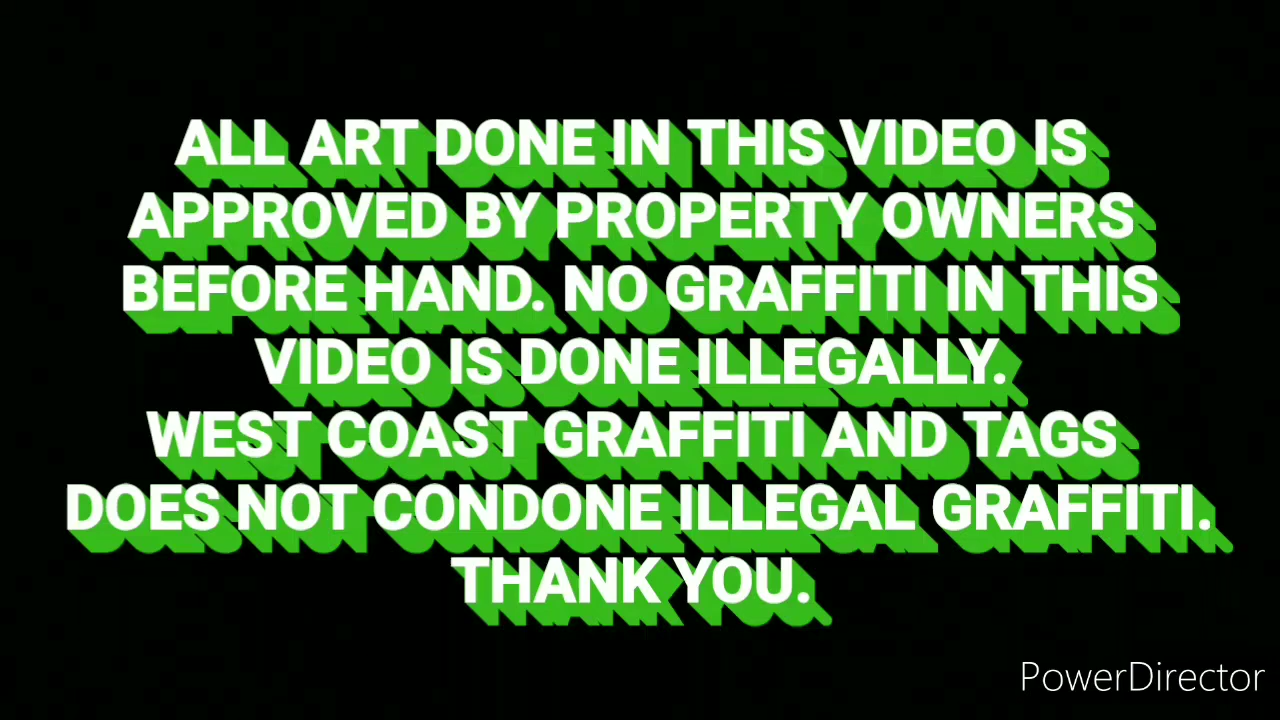 ALL ART DONE IN THIS VIDEO IS
APPROVED BY PROPERTY OWNERS
BEFORE HAND. NO GRAFFITI IN THIS
VIDEO IS DONE ILLEGALLY.
WEST COAST GRAFFITI AND TAGS
DOES NOT CONDONE ILLEGAL GRAFFITI.
THANK YOU.
PowerDirector